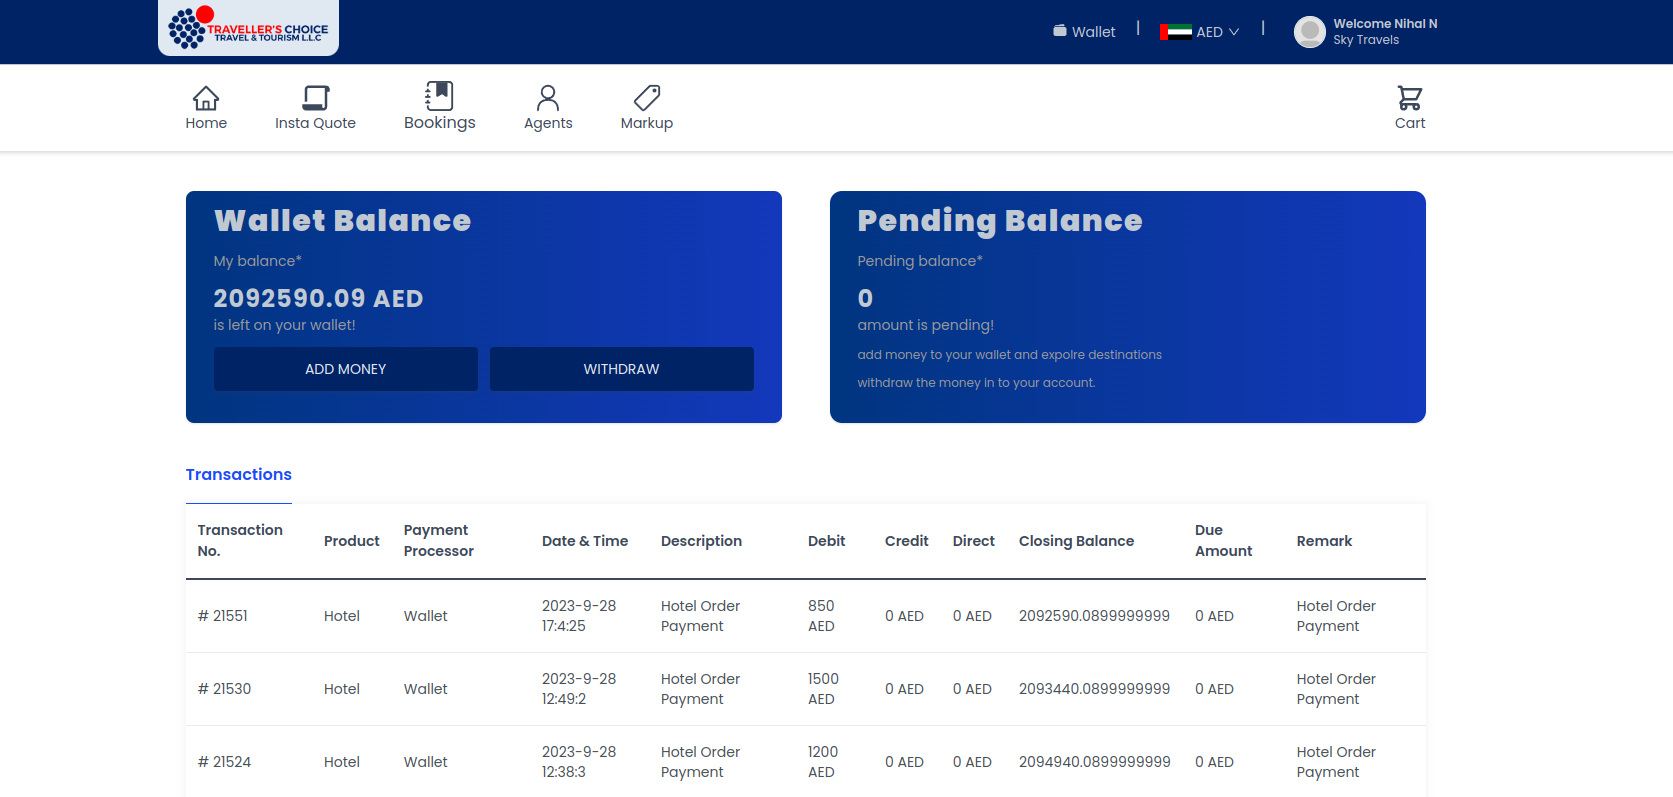 TRAVELLER'S CHOICE
TRAVEL & TOURISM L.L.C
Wallet | AED | Welcome Nihal N
Sky Travels
Home Insta Quote Bookings Agents Markup Cart
Wallet Balance
My balance*
2092590.09 AED
is left on your wallet!
ADD MONEY WITHDRAW
Pending Balance
Pending balance*
0
amount is pending!
add money to your wallet and expolre destinations
withdraw the money in to your account.
Transactions
Transaction No. Product Payment Processor Date & Time Description Debit Credit Direct Closing Balance Due Amount Remark
# 21551 Hotel Wallet 2023-9-28 17:4:25 Hotel Order Payment 850 AED 0 AED 0 AED 2092590.0899999999 0 AED Hotel Order Payment
# 21530 Hotel Wallet 2023-9-28 12:49:2 Hotel Order Payment 1500 AED 0 AED 0 AED 2093440.0899999999 0 AED Hotel Order Payment
# 21524 Hotel Wallet 2023-9-28 12:38:3 Hotel Order Payment 1200 AED 0 AED 0 AED 2094940.0899999999 0 AED Hotel Order Payment